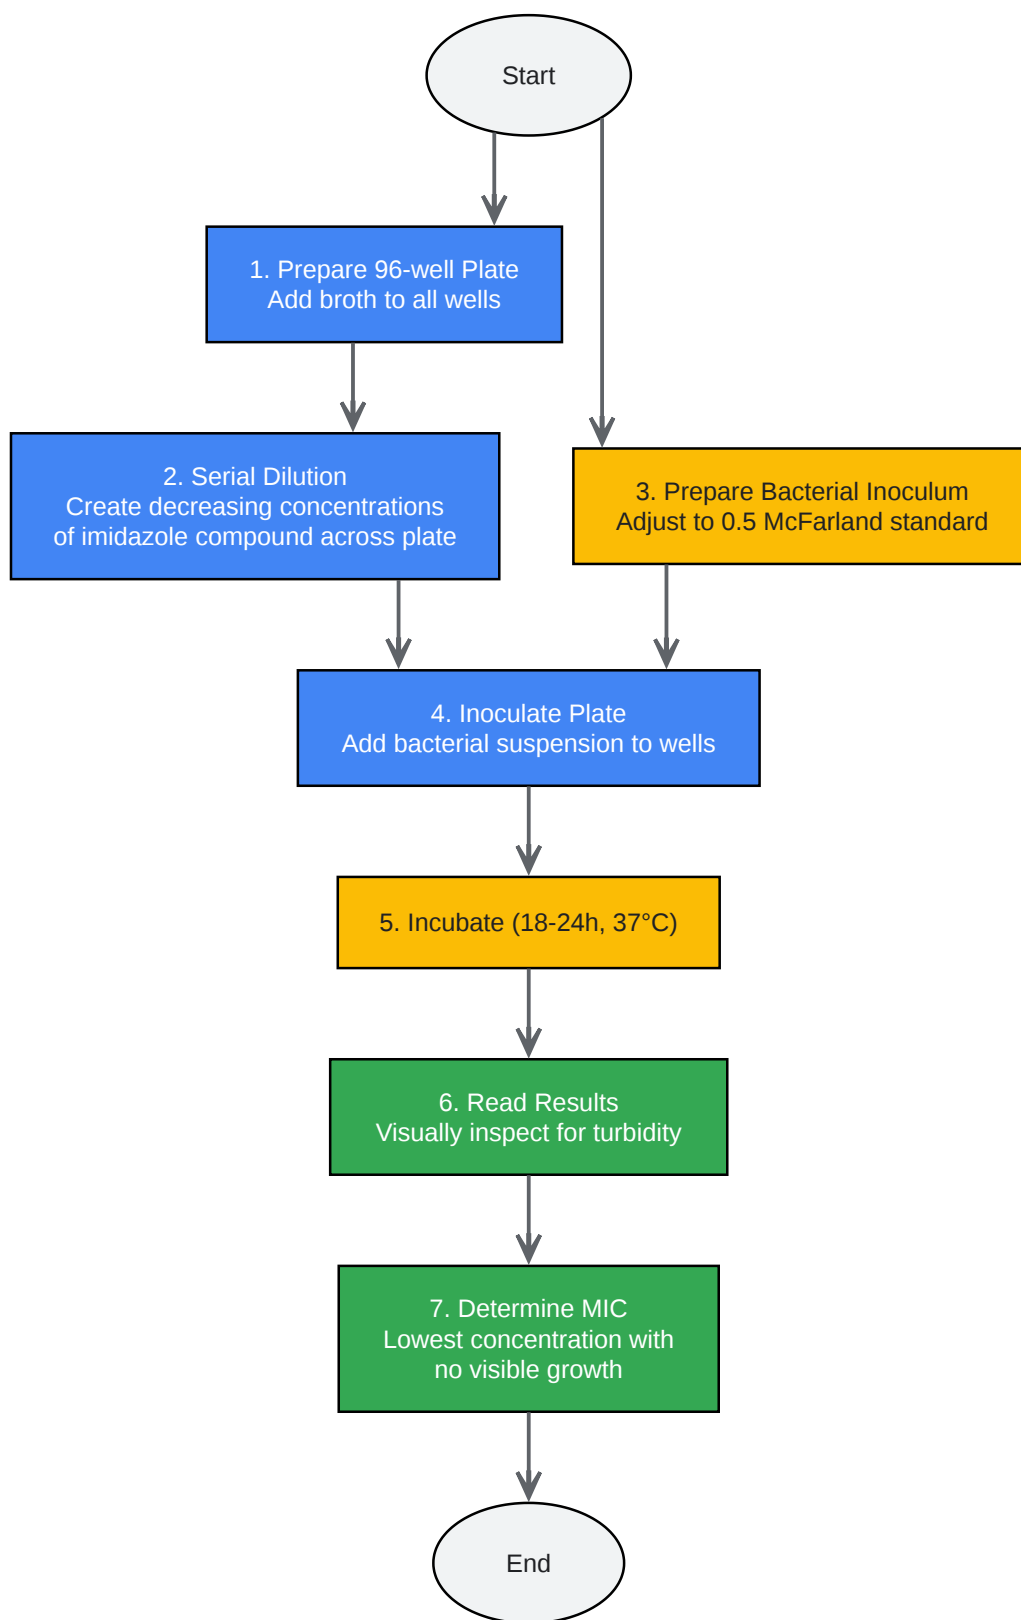 Start
1. Prepare 96-well Plate
Add broth to all wells
2. Serial Dilution
Create decreasing concentrations
of imidazole compound across plate
3. Prepare Bacterial Inoculum
Adjust to 0.5 McFarland standard
4. Inoculate Plate
Add bacterial suspension to wells
5. Incubate (18-24h, 37°C)
6. Read Results
Visually inspect for turbidity
7. Determine MIC
Lowest concentration with
no visible growth
End